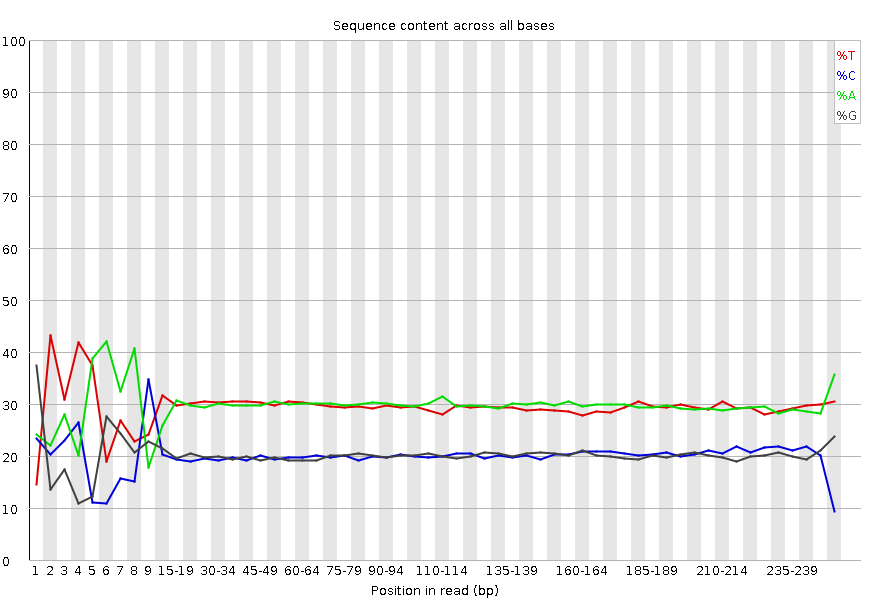 Sequence content across all bases
100
90
80
70
60
50
40
30
20
10
0
%T
%C
%A
%G
1 2 3 4 5 6 7 8 9 15-19 30-34 45-49 60-64 75-79 90-94 110-114 135-139 160-164 185-189 210-214 235-239
Position in read (bp)